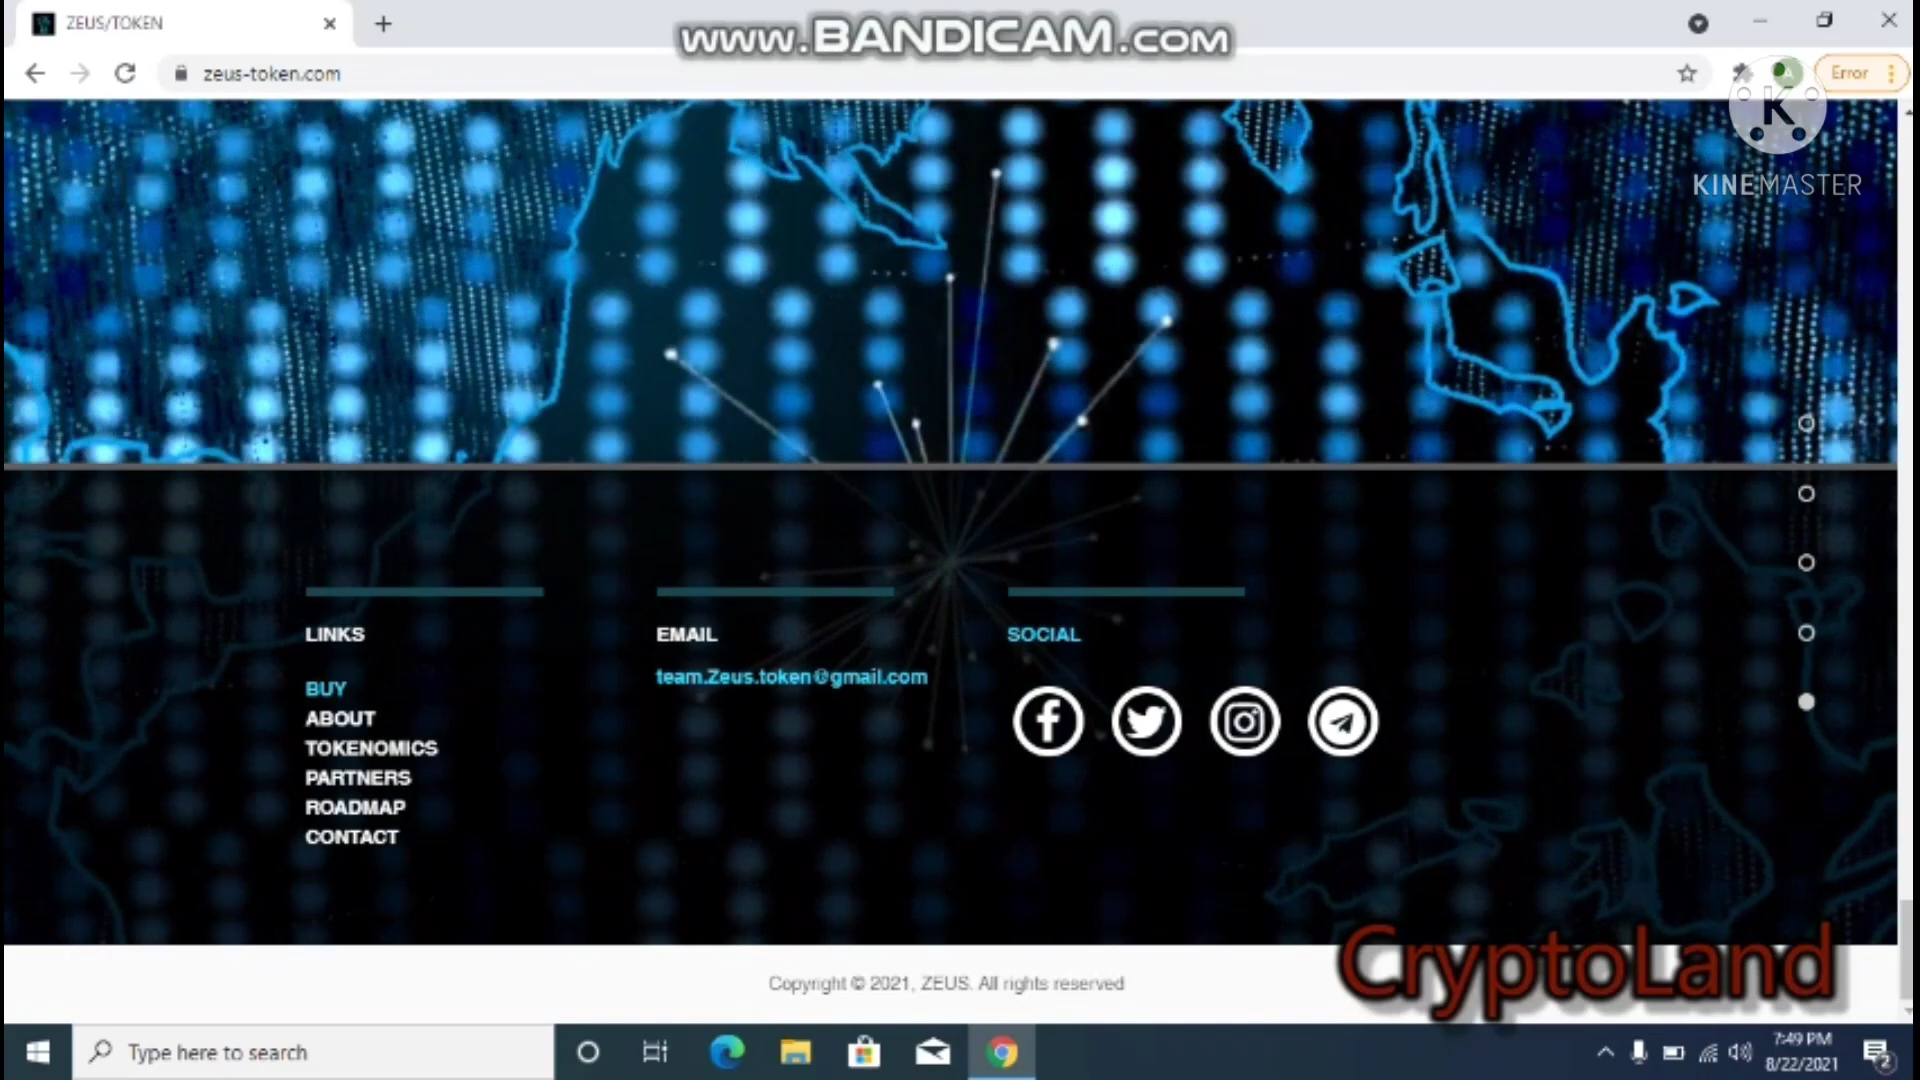 ZEUS/TOKEN
www.BANDICAM.com
zeus-token.com
Error
K
KINEMASTER
LINKS
EMAIL
SOCIAL
team.Zeus.token@gmail.com
BUY
ABOUT
TOKENOMICS
PARTNERS
ROADMAP
CONTACT
CryptoLand
Copyright © 2021, ZEUS. All rights reserved
Type here to search
7:49 PM
8/22/2021
2